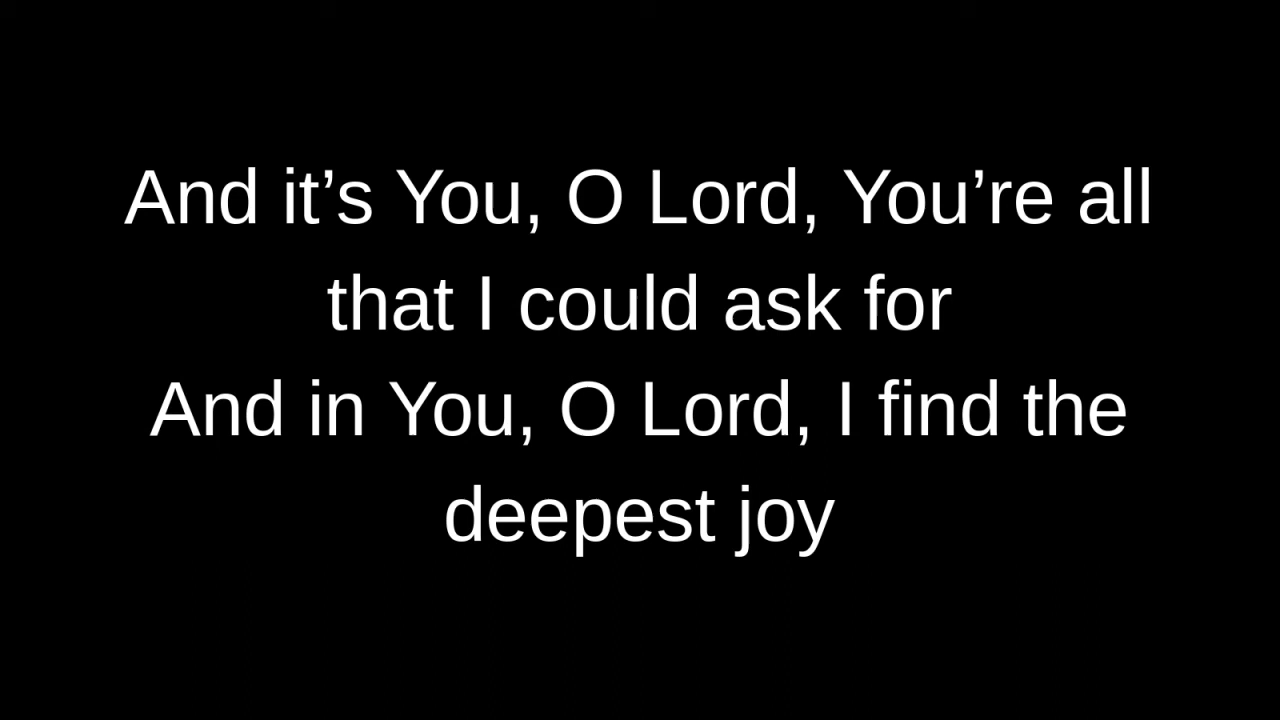 And it’s You, O Lord, You’re all
that I could ask for
And in You, O Lord, I find the
deepest joy